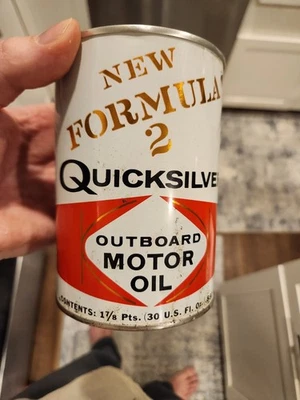 NEW
FORMULA
2
QUICKSILVE
OUTBOARD
MOTOR
OIL
CONTENTS: 1⅞ Pts. (30 U.S. Fl.